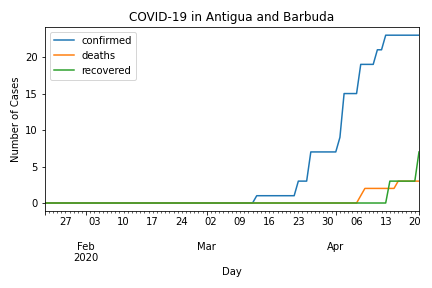 COVID-19 in Antigua and Barbuda
confirmed
deaths
recovered
Number of Cases
20
15
10
5
0
27 03 10 17 24 02 09 16 23 30 06 13 20
Feb Mar Apr
2020
Day